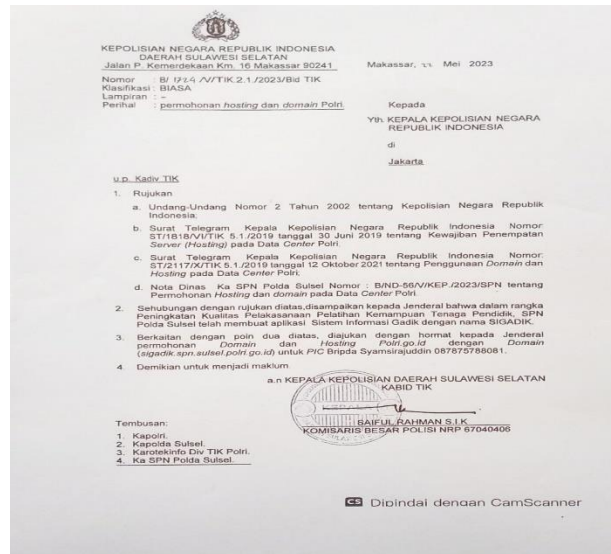 KEPOLISIAN NEGARA REPUBLIK INDONESIA
DAERAH SULAWESI SELATAN
Jalan P. Kemerdekaan Km. 16 Makassar 90241
Makassar, Mei 2023
Nomor : B/ /V/TIK.2.1./2023/Bid TIK
Klasifikasi : BIASA
Lampiran : -
Perihal : permohonan hosting dan domain Polri.
Kepada
Yth. KEPALA KEPOLISIAN NEGARA
REPUBLIK INDONESIA
di
Jakarta
u.p. Kadiv TIK
1. Rujukan
a. Undang-Undang Nomor 2 Tahun 2002 tentang Kepolisian Negara Republik
Indonesia;
b. Surat Telegram Kepala Kepolisian Negara Republik Indonesia Nomor
ST/1818/VI/TIK 5.1./2019 tanggal 30 Juni 2019 tentang Kewajiban Penempatan
Server (Hosting) pada Data Center Polri.
c. Surat Telegram Kepala Kepolisian Negara Republik Indonesia Nomor:
ST/2117/X/TIK 5.1./2019 tanggal 12 Oktober 2021 tentang Penggunaan Domain dan
Hosting pada Data Center Polri;
d. Nota Dinas Ka SPN Polda Sulsel Nomor : B/ND-56/V/KEP./2023/SPN tentang
Permohonan Hosting dan domain pada Data Center Polri.
2. Sehubungan dengan rujukan diatas,disampaikan kepada Jenderal bahwa dalam rangka
Peningkatan Kualitas Pelaksanaan Pelatihan Kemampuan Tenaga Pendidik, SPN
Polda Sulsel telah membuat aplikasi Sistem Informasi Gadik dengan nama SIGADIK.
3. Berkaitan dengan poin dua diatas, diajukan dengan hormat kepada Jenderal
permohonan Domain dan Hosting Polri.go.id dengan Domain
(sigadik.spn.sulsel.polri.go.id) untuk PIC Bripda Syamsirajuddin 087875788081.
4. Demikian untuk menjadi maklum.
a.n KEPALA KEPOLISIAN DAERAH SULAWESI SELATAN
KABID TIK
KEPALA
SAIFUL RAHMAN S.I.K
KOMISARIS BESAR POLISI NRP 67040406
Tembusan:
1. Kapolri.
2. Kapolda Sulsel.
3. Karotekinfo Div TIK Polri.
4. Ka SPN Polda Sulsel.
CS Dipindai dengan CamScanner